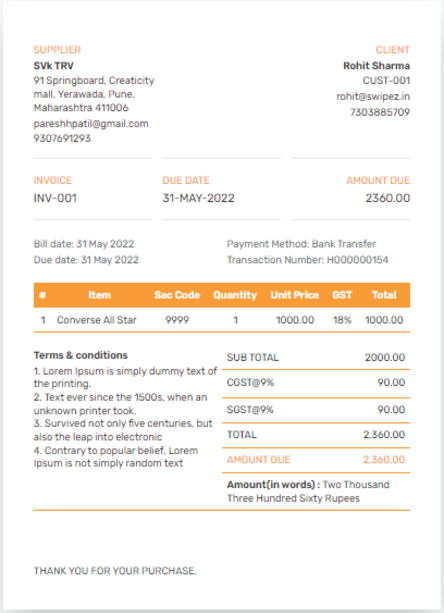 SUPPLIER
SVk TRV
91 Springboard, Creaticity
mall, Yerawada, Pune,
Maharashtra 411006
pareshhpatil@gmail.com
9307691293
CLIENT
Rohit Sharma
CUST-001
rohit@swipez.in
7303885709
INVOICE
INV-001
DUE DATE
31-MAY-2022
AMOUNT DUE
2360.00
Bill date: 31 May 2022
Due date: 31 May 2022
Payment Method: Bank Transfer
Transaction Number: H000000154
# Item Sac Code Quantity Unit Price GST Total
1 Converse All Star 9999 1 1000.00 18% 1000.00
Terms & conditions
1. Lorem Ipsum is simply dummy text of
the printing.
2. Text ever since the 1500s, when an
unknown printer took.
3. Survived not only five centuries, but
also the leap into electronic
4. Contrary to popular belief, Lorem
Ipsum is not simply random text
SUB TOTAL 2000.00
CGST@9% 90.00
SGST@9% 90.00
TOTAL 2,360.00
AMOUNT DUE 2,360.00
Amount(in words) : Two Thousand
Three Hundred Sixty Rupees
THANK YOU FOR YOUR PURCHASE.